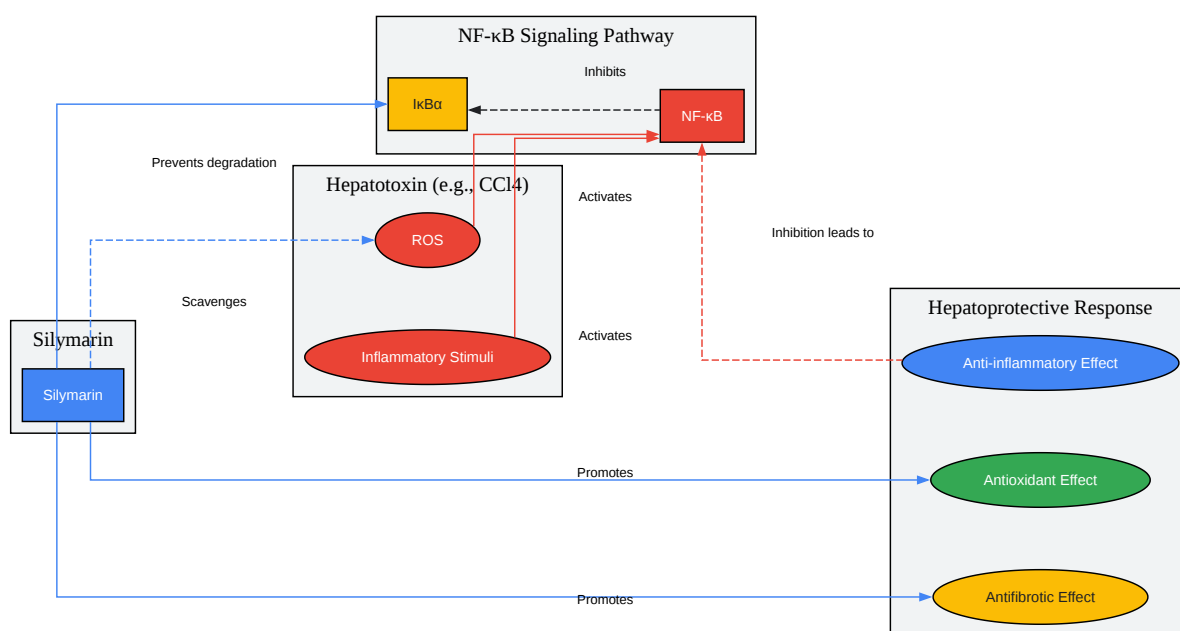 NF-κB Signaling Pathway
Inhibits
IκBα
NF-κB
Prevents degradation
Hepatotoxin (e.g., CCl4)
Activates
ROS
Inhibition leads to
Scavenges
Hepatoprotective Response
Silymarin
Activates
Inflammatory Stimuli
Anti-inflammatory Effect
Silymarin
Promotes
Antioxidant Effect
Promotes
Antifibrotic Effect